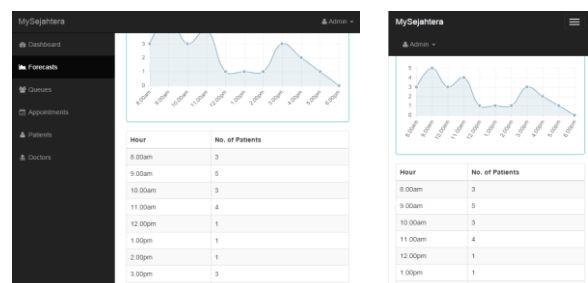 MySejahtera
Admin
Dashboard
Forecasts
Queues
Appointments
Patients
Doctors
3
2
1
0
8.00am 9.00am 10.00am 11.00am 12.00pm 1.00pm 2.00pm 3.00pm 4.00pm 5.00pm 6.00pm
Hour No. of Patients
8.00am 3
9.00am 5
10.00am 3
11.00am 4
12.00pm 1
1.00pm 1
2.00pm 1
3.00pm 3
MySejahtera
Admin
5
4
3
2
1
0
8.00am 9.00am 10.00am 11.00am 12.00pm 1.00pm 2.00pm 3.00pm 4.00pm 5.00pm 6.00pm
Hour No. of Patients
8.00am 3
9.00am 5
10.00am 3
11.00am 4
12.00pm 1
1.00pm 1